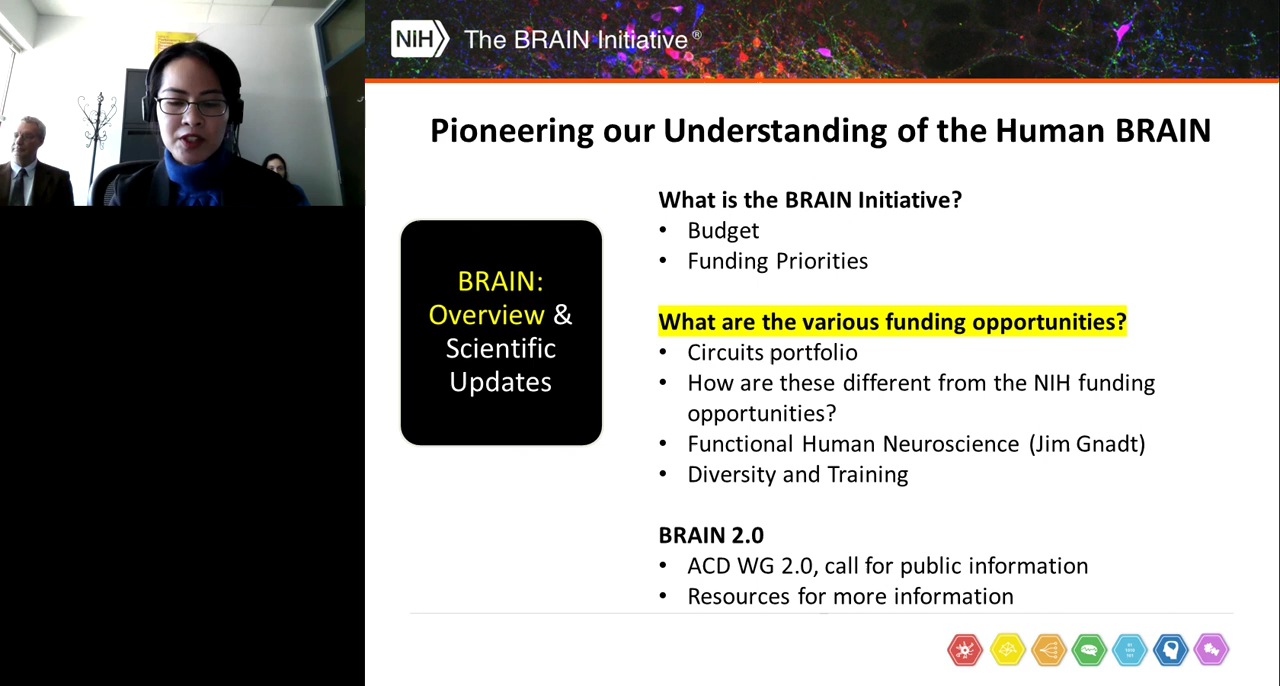 NIH The BRAIN Initiative®
Pioneering our Understanding of the Human BRAIN
BRAIN:
Overview &
Scientific
Updates
What is the BRAIN Initiative?
• Budget
• Funding Priorities
What are the various funding opportunities?
• Circuits portfolio
• How are these different from the NIH funding
opportunities?
• Functional Human Neuroscience (Jim Gnadt)
• Diversity and Training
BRAIN 2.0
• ACD WG 2.0, call for public information
• Resources for more information